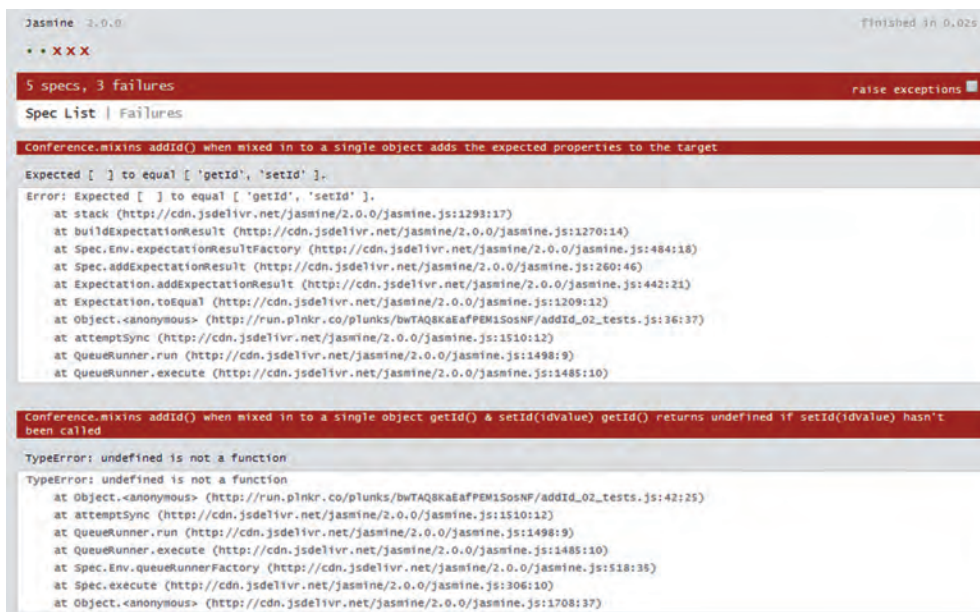 Jasmine 2.0.0 finished in 0.02s
• • x x x
5 specs, 3 failures raise exceptions
Spec List | Failures
Conference.mixins addId() when mixed in to a single object adds the expected properties to the target
Expected [ ] to equal [ 'getId', 'setId' ].
Error: Expected [ ] to equal [ 'getId', 'setId' ].
at stack (http://cdn.jsdelivr.net/jasmine/2.0.0/jasmine.js:1293:17)
at buildExpectationResult (http://cdn.jsdelivr.net/jasmine/2.0.0/jasmine.js:1270:14)
at Spec.Env.expectationResultFactory (http://cdn.jsdelivr.net/jasmine/2.0.0/jasmine.js:484:18)
at Spec.addExpectationResult (http://cdn.jsdelivr.net/jasmine/2.0.0/jasmine.js:260:46)
at Expectation.addExpectationResult (http://cdn.jsdelivr.net/jasmine/2.0.0/jasmine.js:442:21)
at Expectation.toEqual (http://cdn.jsdelivr.net/jasmine/2.0.0/jasmine.js:1209:12)
at Object.<anonymous> (http://run.plnkr.co/plunks/bwTAQ8KaEafPEM1SosNF/addId_02_tests.js:36:37)
at attemptSync (http://cdn.jsdelivr.net/jasmine/2.0.0/jasmine.js:1510:12)
at QueueRunner.run (http://cdn.jsdelivr.net/jasmine/2.0.0/jasmine.js:1498:9)
at QueueRunner.execute (http://cdn.jsdelivr.net/jasmine/2.0.0/jasmine.js:1485:10)
Conference.mixins addId() when mixed in to a single object getId() & setId(idValue) getId() returns undefined if setId(idValue) hasn't
been called
TypeError: undefined is not a function
TypeError: undefined is not a function
at Object.<anonymous> (http://run.plnkr.co/plunks/bwTAQ8KaEafPEM1SosNF/addId_02_tests.js:42:25)
at attemptSync (http://cdn.jsdelivr.net/jasmine/2.0.0/jasmine.js:1510:12)
at QueueRunner.run (http://cdn.jsdelivr.net/jasmine/2.0.0/jasmine.js:1498:9)
at QueueRunner.execute (http://cdn.jsdelivr.net/jasmine/2.0.0/jasmine.js:1485:10)
at Spec.Env.queueRunnerFactory (http://cdn.jsdelivr.net/jasmine/2.0.0/jasmine.js:518:35)
at Spec.execute (http://cdn.jsdelivr.net/jasmine/2.0.0/jasmine.js:306:10)
at Object.<anonymous> (http://cdn.jsdelivr.net/jasmine/2.0.0/jasmine.js:1708:37)